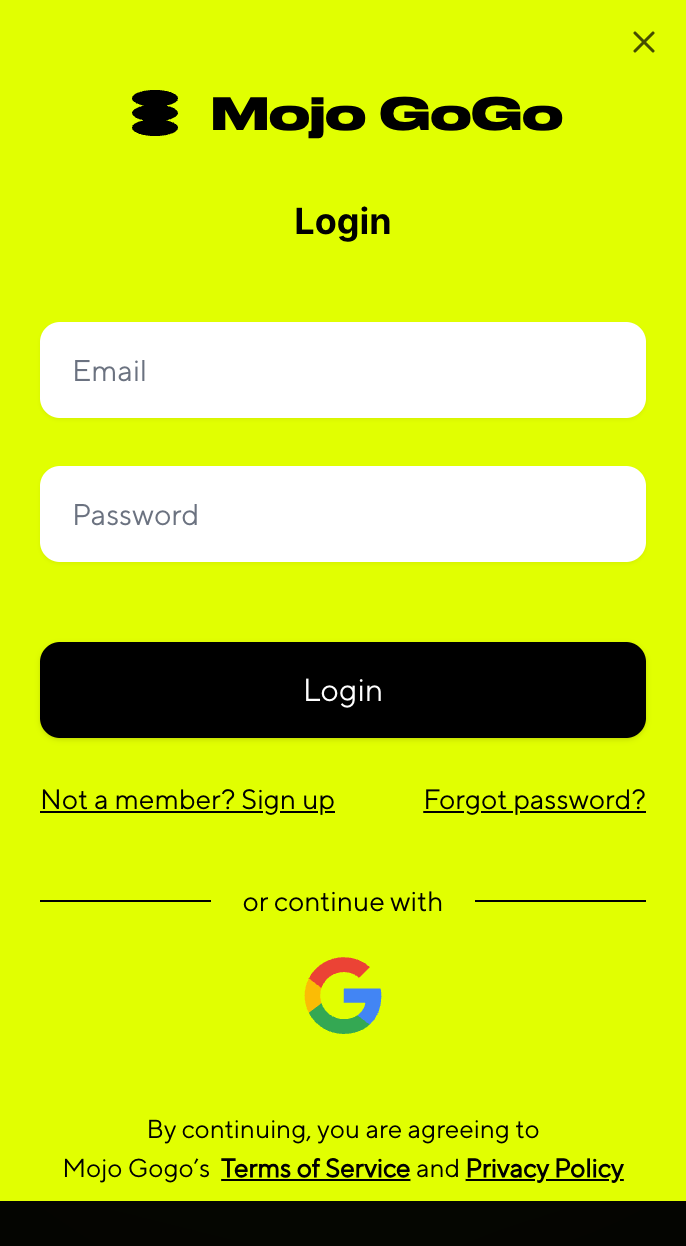 Mojo GoGo
Login
Email
Password
Login
Not a member? Sign up
Forgot password?
or continue with
By continuing, you are agreeing to
Mojo Gogo’s Terms of Service and Privacy Policy